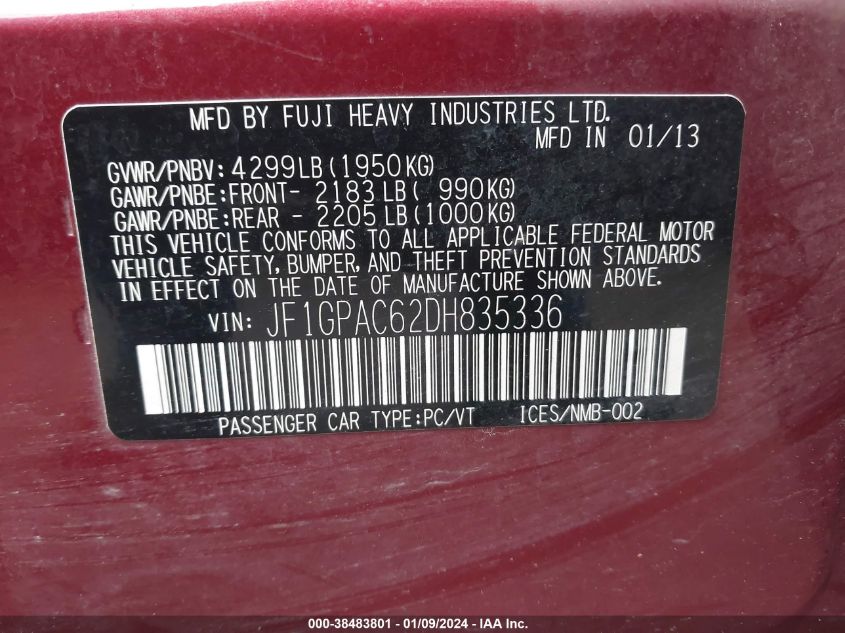 MFD BY FUJI HEAVY INDUSTRIES LTD.
MFD IN 01/13
GVWR/PNBV: 4299LB (1950KG)
GAWR/PNBE:FRONT- 2183 LB ( 990KG)
GAWR/PNBE:REAR - 2205 LB (1000KG)
THIS VEHICLE CONFORMS TO ALL APPLICABLE FEDERAL MOTOR
VEHICLE SAFETY, BUMPER, AND THEFT PREVENTION STANDARDS
IN EFFECT ON THE DATE OF MANUFACTURE SHOWN ABOVE.
VIN: JF1GPAC62DH835336
PASSENGER CAR TYPE:PC/VT ICES/NMB-002
000-38483801 - 01/09/2024 - IAA Inc.